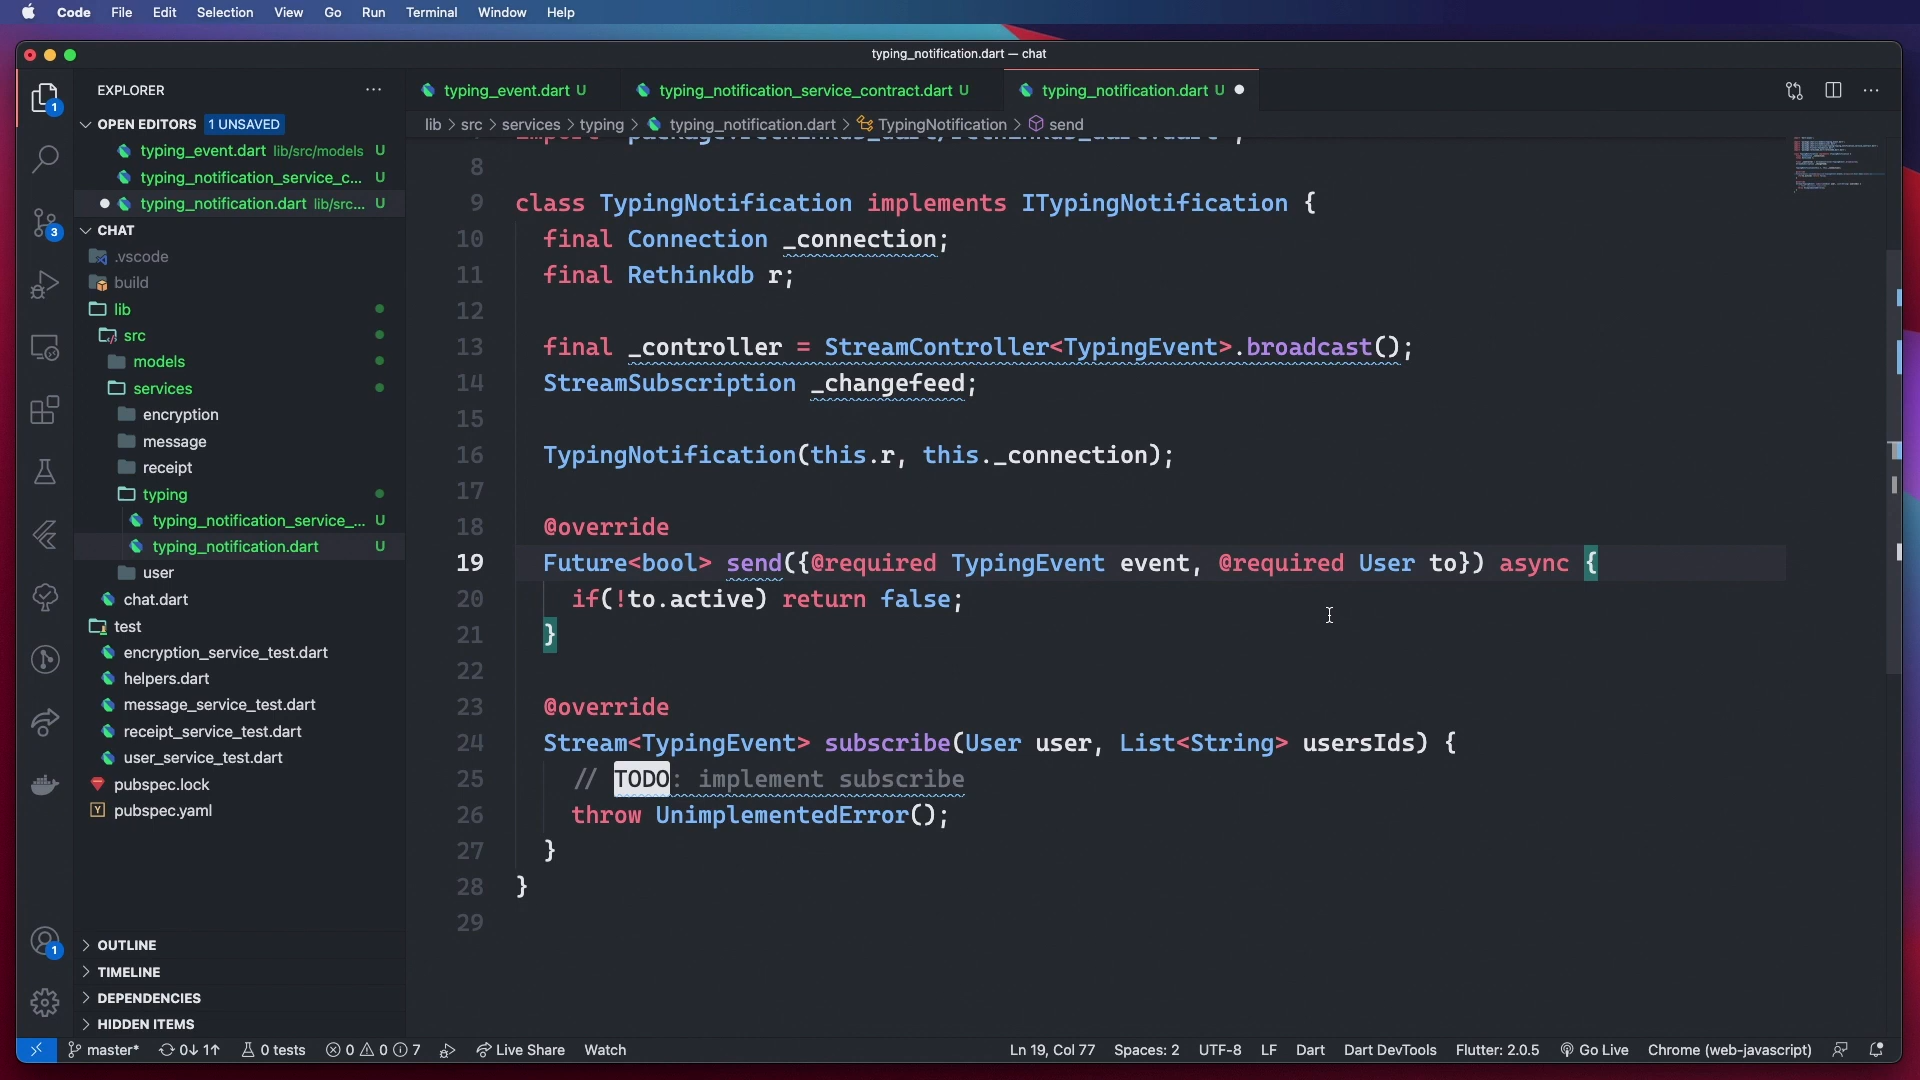 Code File Edit Selection View Go Run Terminal Window Help
typing_notification.dart — chat
EXPLORER
typing_event.dart U
typing_notification_service_contract.dart U
typing_notification.dart U
OPEN EDITORS 1 UNSAVED
lib > src > services > typing > typing_notification.dart > TypingNotification > send
typing_event.dart lib/src/models U
typing_notification_service_c... U
typing_notification.dart lib/src... U
CHAT
.vscode
build
lib
src
models
services
encryption
message
receipt
typing
typing_notification_service_... U
typing_notification.dart U
user
chat.dart
test
encryption_service_test.dart
helpers.dart
message_service_test.dart
receipt_service_test.dart
user_service_test.dart
pubspec.lock
pubspec.yaml
OUTLINE
TIMELINE
DEPENDENCIES
HIDDEN ITEMS
1
3
1
8
9 class TypingNotification implements ITypingNotification {
10 final Connection _connection;
11 final Rethinkdb r;
12
13 final _controller = StreamController<TypingEvent>.broadcast();
14 StreamSubscription _changefeed;
15
16 TypingNotification(this.r, this._connection);
17
18 @override
19 Future<bool> send({@required TypingEvent event, @required User to}) async {
20 if(!to.active) return false;
21 }
22
23 @override
24 Stream<TypingEvent> subscribe(User user, List<String> usersIds) {
25 // TODO: implement subscribe
26 throw UnimplementedError();
27 }
28 }
29
master* 0↓ 1↑ 0 tests 0 0 7 Live Share Watch Ln 19, Col 77 Spaces: 2 UTF-8 LF Dart Dart DevTools Flutter: 2.0.5 Go Live Chrome (web-javascript)